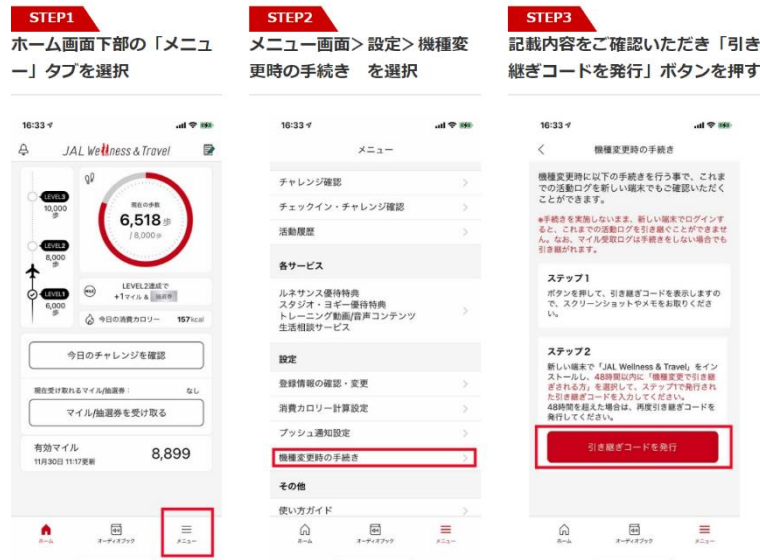 STEP1
ホーム画面下部の「メニュ
ー」タブを選択
16:33
JAL Wellness & Travel
LEVEL3
10,000
歩
LEVEL2
8,000
歩
LEVEL1
6,000
歩
現在の歩数
6,518 歩
/ 8,000歩
LEVEL2達成で
+1マイル &
今日の消費カロリー 157kcal
今日のチャレンジを確認
現在受け取れるマイル/抽選券: なし
マイル/抽選券を受け取る
有効マイル
11月30日 11:17更新
8,899
ホーム
オーディオブック
メニュー
STEP2
メニュー画面＞設定＞機種変
更時の手続き を選択
16:33
メニュー
チャレンジ確認
チェックイン・チャレンジ確認
活動履歴
各サービス
ルネサンス優待特典
スタジオ・ヨギー優待特典
トレーニング動画/音声コンテンツ
生活相談サービス
設定
登録情報の確認・変更
消費カロリー計算設定
プッシュ通知設定
機種変更時の手続き
その他
使い方ガイド
ホーム
オーディオブック
メニュー
STEP3
記載内容をご確認いただき「引き
継ぎコードを発行」ボタンを押す
16:33
機種変更時の手続き
機種変更時に以下の手続きを行う事で、これま
での活動ログを新しい端末でもご確認いただく
ことができます。
※手続きを実施しないまま、新しい端末でログインす
ると、これまでの活動ログを引き継ぐことができませ
ん。なお、マイル受取ログは手続きをしない場合でも
引き継がれます。
ステップ1
ボタンを押して、引き継ぎコードを表示しますの
で、スクリーンショットやメモをお取りくださ
い。
ステップ2
新しい端末で「JAL Wellness & Travel」をイン
ストールし、48時間以内に「機種変更で引き継
ぎされる方」を選択して、ステップ1で発行され
た引き継ぎコードを入力してください。
48時間を超えた場合は、再度引き継ぎコードを
発行してください。
引き継ぎコードを発行
ホーム
オーディオブック
メニュー